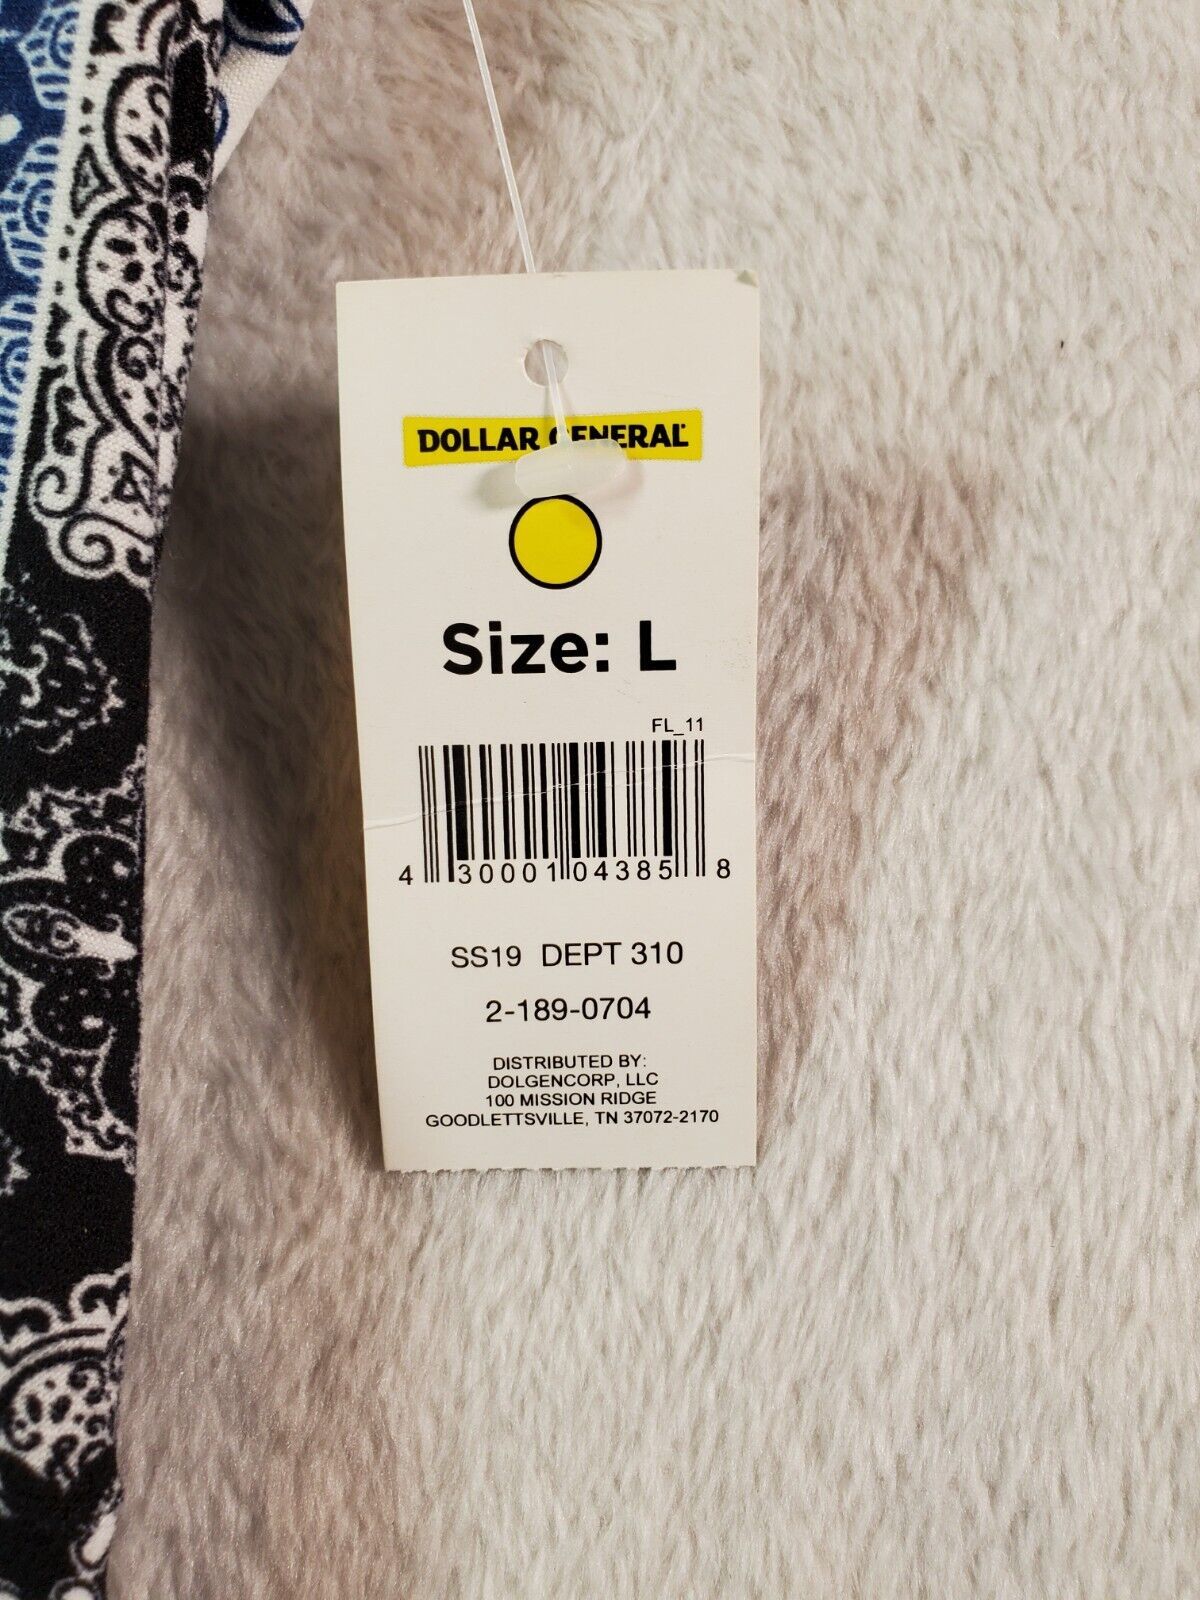 DOLLAR GENERAL
Size: L
FL_11
4 30001 04385 8
SS19 DEPT 310
2-189-0704
DISTRIBUTED BY:
DOLGENCORP, LLC
100 MISSION RIDGE
GOODLETTSVILLE, TN 37072-2170